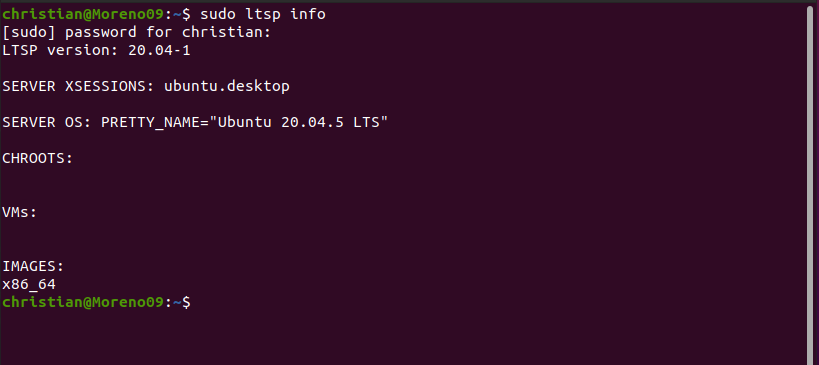 christian@Moreno09:~$ sudo ltsp info
[sudo] password for christian:
LTSP version: 20.04-1
SERVER XSESSIONS: ubuntu.desktop
SERVER OS: PRETTY_NAME="Ubuntu 20.04.5 LTS"
CHROOTS:
VMs:
IMAGES:
x86_64
christian@Moreno09:~$